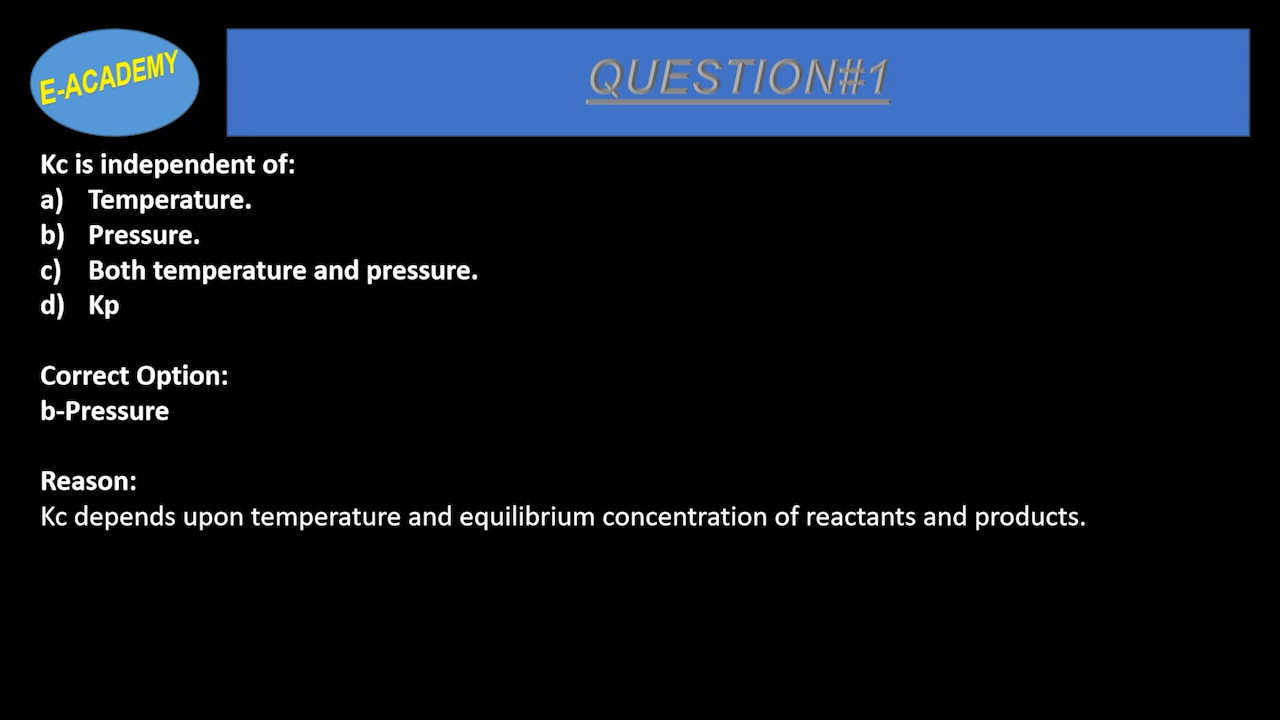 E-ACADEMY
QUESTION#1
Kc is independent of:
a) Temperature.
b) Pressure.
c) Both temperature and pressure.
d) Kp
Correct Option:
b-Pressure
Reason:
Kc depends upon temperature and equilibrium concentration of reactants and products.